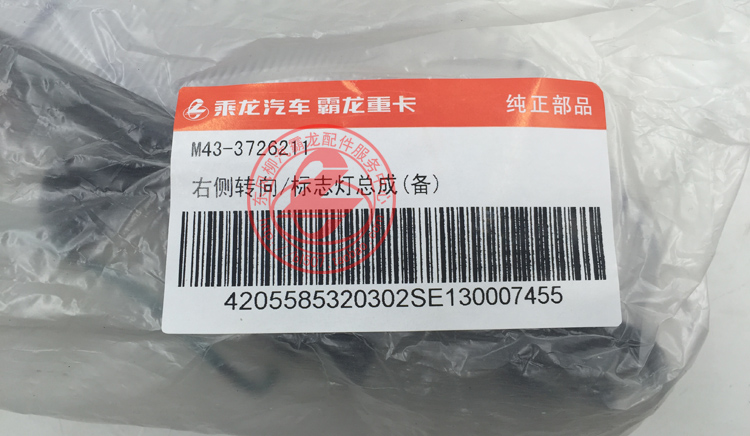 乘龙汽车 霸龙重卡 纯正部品
M43-3726211
右侧转向/标志灯总成(备)
4205585320302SE130007455